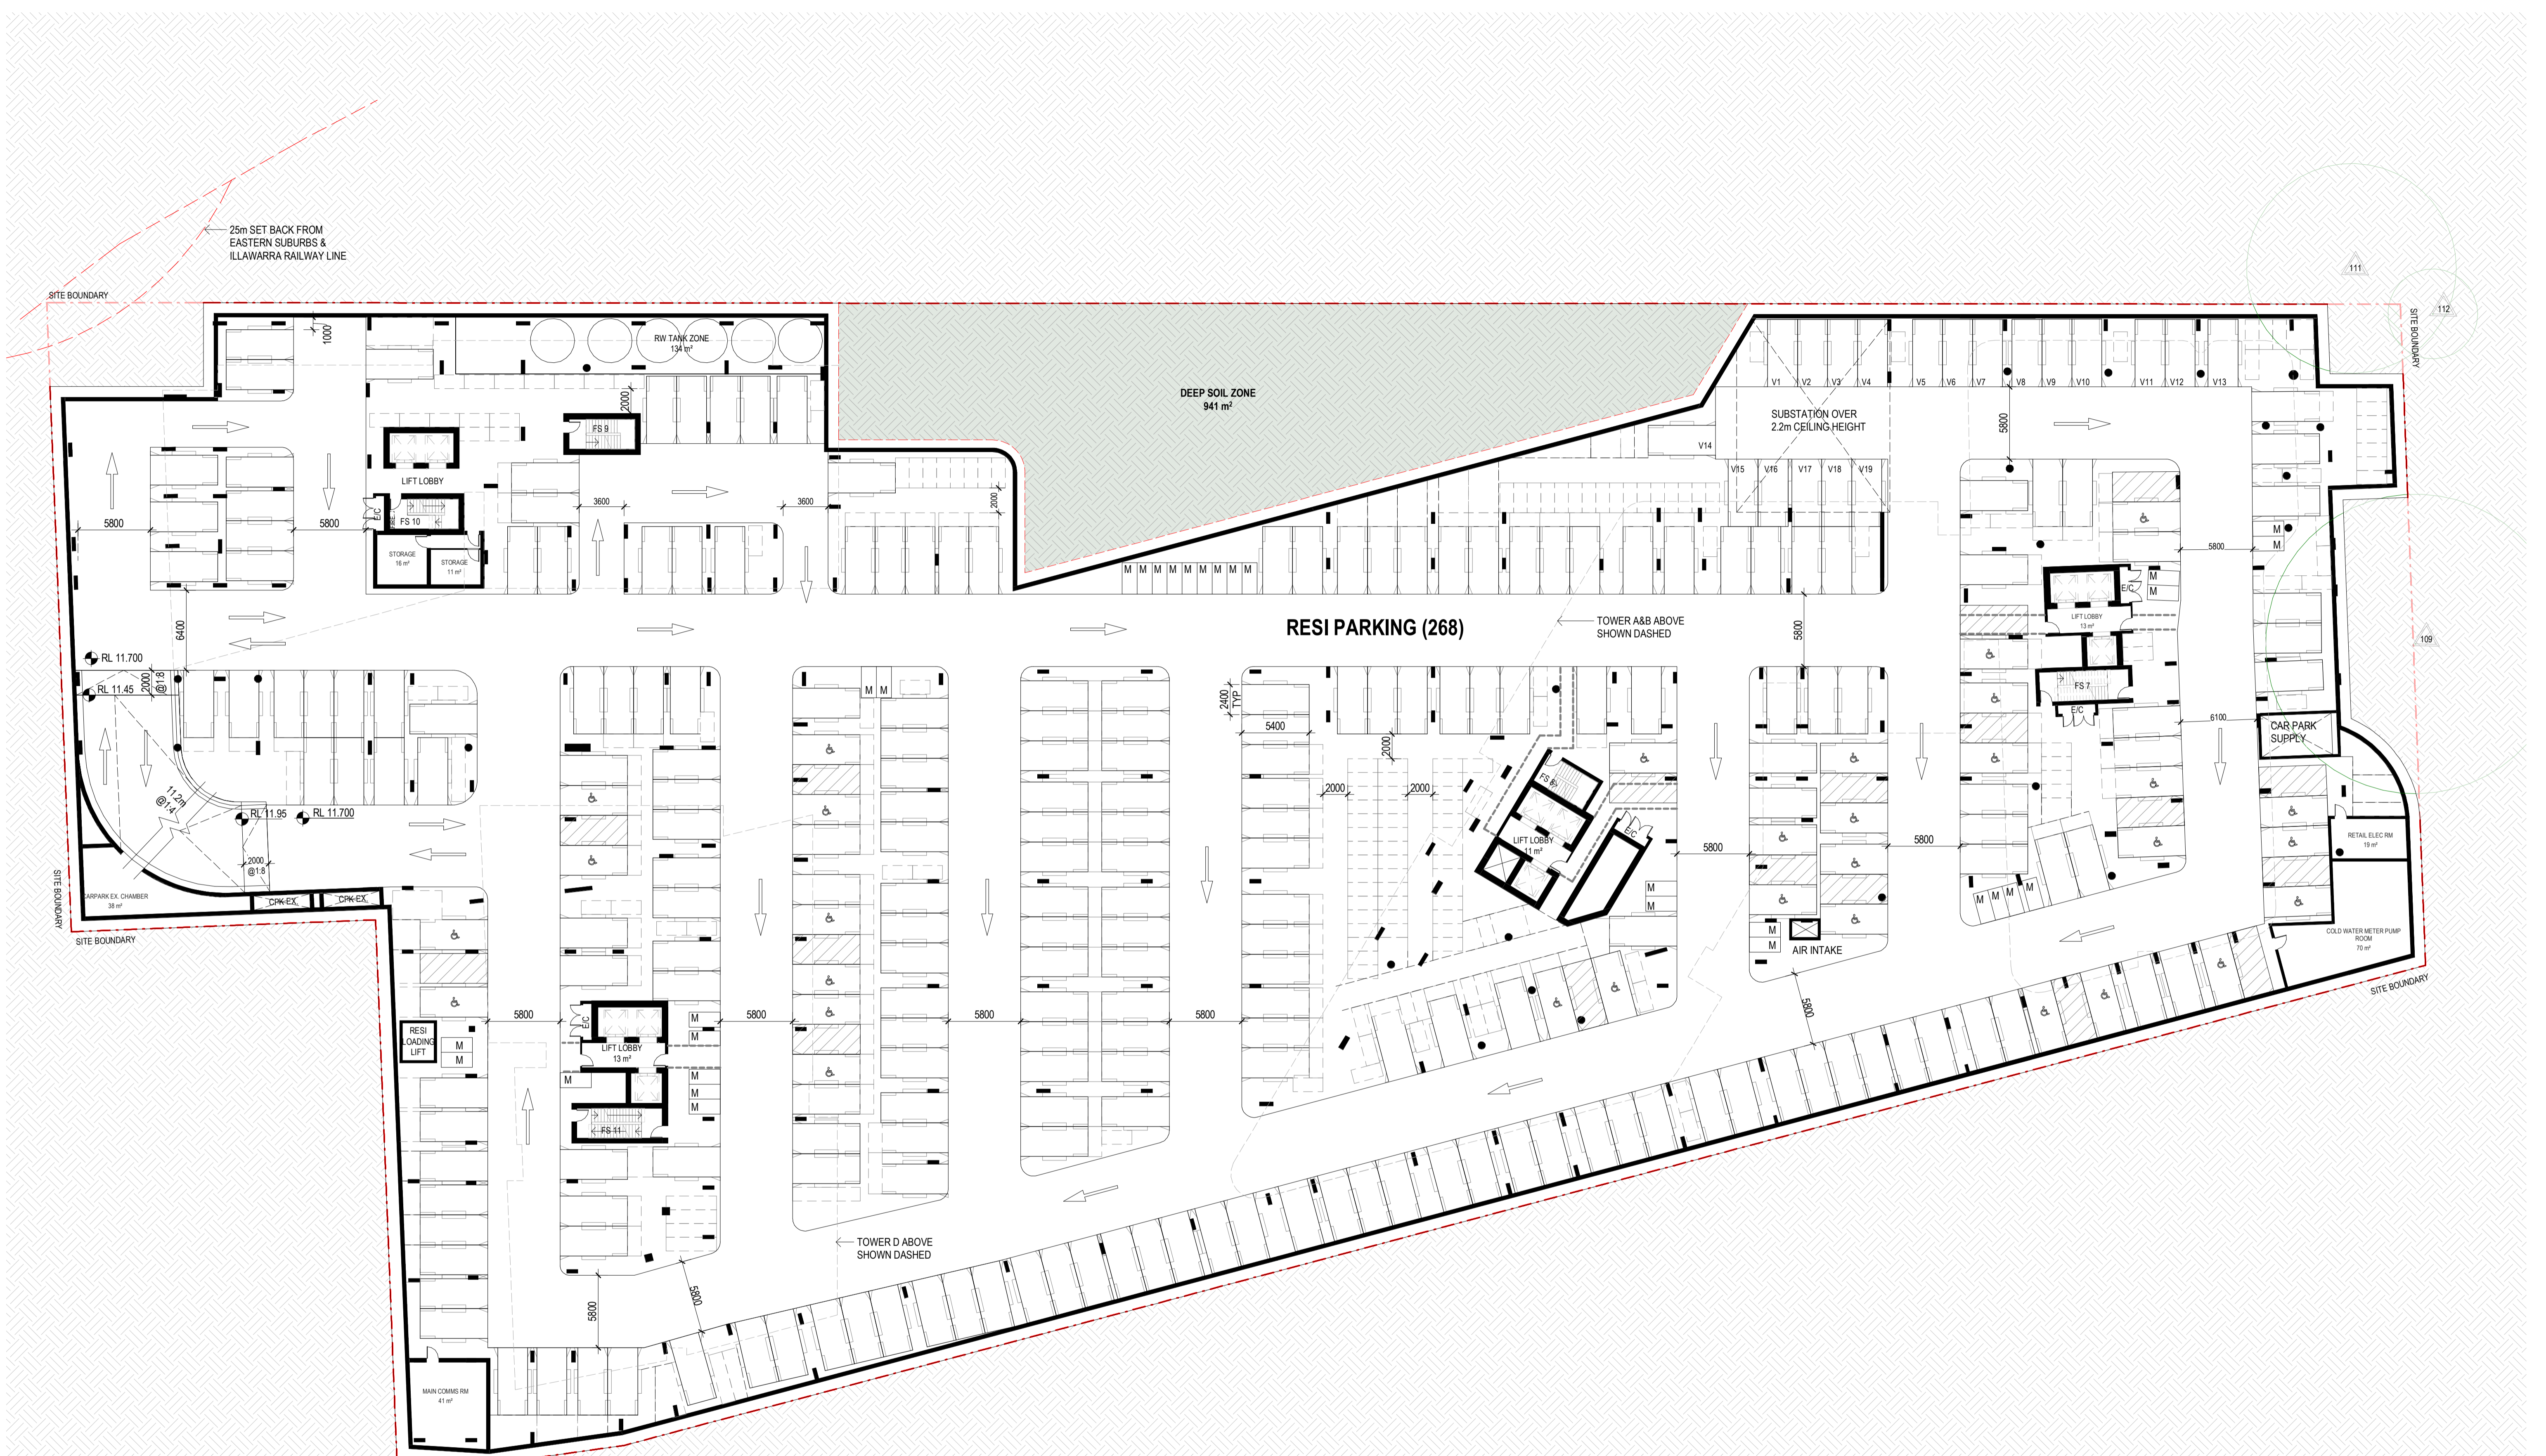 25m SET BACK FROM
EASTERN SUBURBS &
ILLAWARRA RAILWAY LINE
111
112
SITE BOUNDARY
SITE BOUNDARY
1000
RW TANK ZONE
134 m²
DEEP SOIL ZONE
941 m²
V1
V2
V3
V4
V5
V6
V7
V8
V9
V10
V11
V12
V13
SUBSTATION OVER
2.2m CEILING HEIGHT
5800
2000
FS 9
V14
V15
V16
V17
V18
V19
LIFT LOBBY
3600
3600
2000
E/C
FS 10
5800
5800
STORAGE
16 m²
STORAGE
11 m²
M M M M M M M M M
M
M
5800
E/C
M
M
LIFT LOBBY
13 m²
6400
RESI PARKING (268)
TOWER A&B ABOVE
SHOWN DASHED
5800
109
RL 11.700
RL 11.45
2000
@1:8
M M
2400
TYP
5400
2000
FS 7
E/C
6100
CAR PARK
SUPPLY
11.2m
@1:4
RL 11.95
RL 11.700
2000
@1:8
2000
2000
FS 8
LIFT LOBBY
11 m²
E/C
5800
5800
RETAIL ELEC RM
19 m²
SITE BOUNDARY
CARPARK EX. CHAMBER
38 m²
CPK EX
CPK EX
SITE BOUNDARY
M
M
M
M
AIR INTAKE
M M M M
COLD WATER METER PUMP
ROOM
70 m²
SITE BOUNDARY
5800
RESI
LOADING
LIFT
M
M
5800
E/C
LIFT LOBBY
13 m²
M
M
M
M
M
M
FS 11
5800
5800
5800
TOWER D ABOVE
SHOWN DASHED
5800
5800
MAIN COMMS RM
41 m²